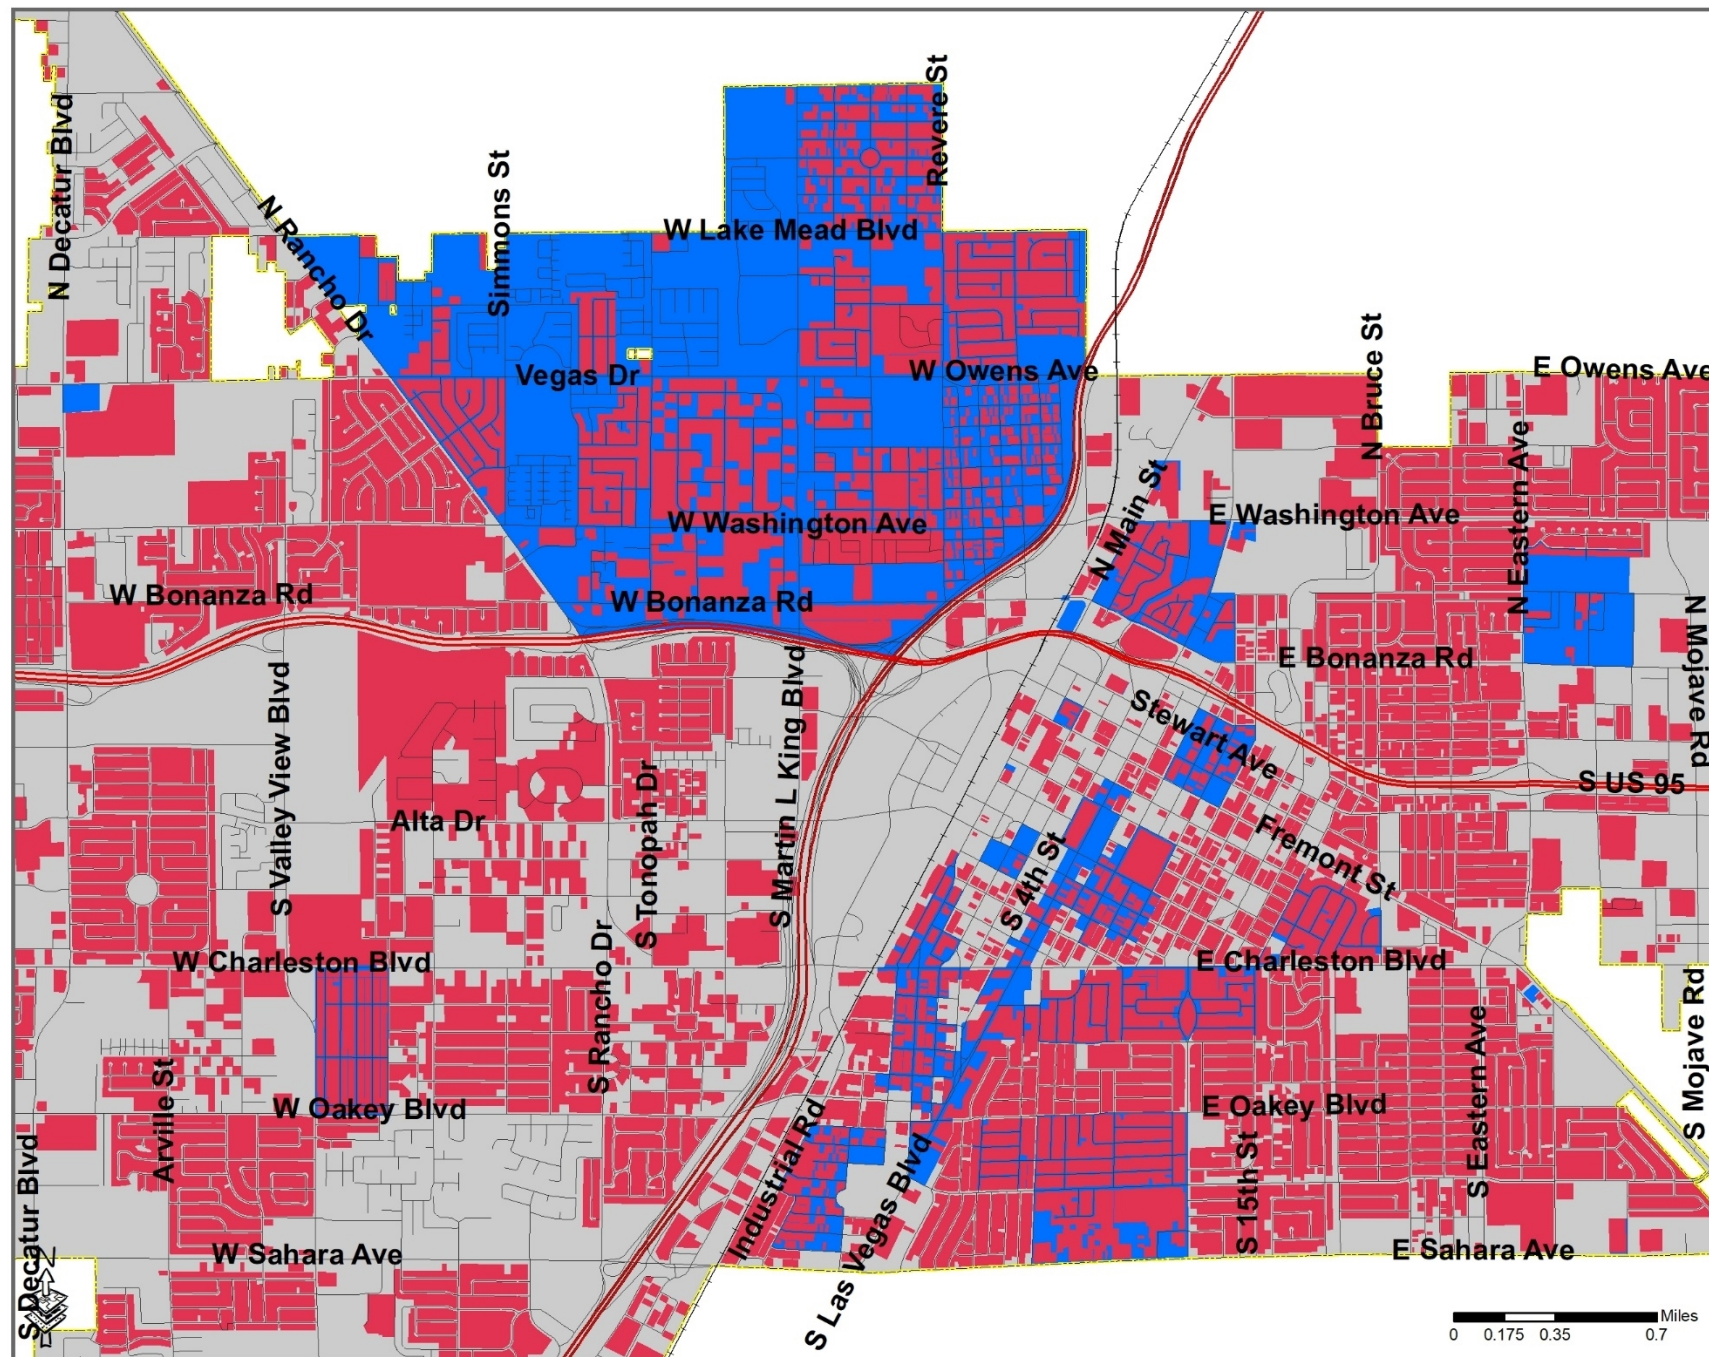 N Decatur Blvd
N Rancho Dr
Simmons St
Revere St
W Lake Mead Blvd
Vegas Dr
W Owens Ave
N Bruce St
E Owens Ave
W Washington Ave
N Main St
E Washington Ave
N Eastern Ave
W Bonanza Rd
W Bonanza Rd
E Bonanza Rd
N Mojave Rd
S Valley View Blvd
S Martin L King Blvd
Stewart Ave
S US 95
Alta Dr
S Tonopah Dr
S 4th St
Fremont St
W Charleston Blvd
E Charleston Blvd
S Rancho Dr
S Mojave Rd
Arville St
W Oakey Blvd
E Oakey Blvd
S Eastern Ave
S Decatur Blvd
Industrial Rd
S Las Vegas Blvd
S 15th St
W Sahara Ave
E Sahara Ave
Miles
0 0.175 0.35 0.7